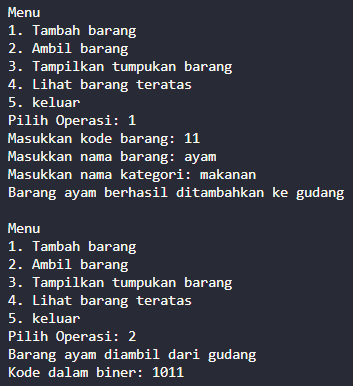 Menu
1. Tambah barang
2. Ambil barang
3. Tampilkan tumpukan barang
4. Lihat barang teratas
5. keluar
Pilih Operasi: 1
Masukkan kode barang: 11
Masukkan nama barang: ayam
Masukkan nama kategori: makanan
Barang ayam berhasil ditambahkan ke gudang

Menu
1. Tambah barang
2. Ambil barang
3. Tampilkan tumpukan barang
4. Lihat barang teratas
5. keluar
Pilih Operasi: 2
Barang ayam diambil dari gudang
Kode dalam biner: 1011